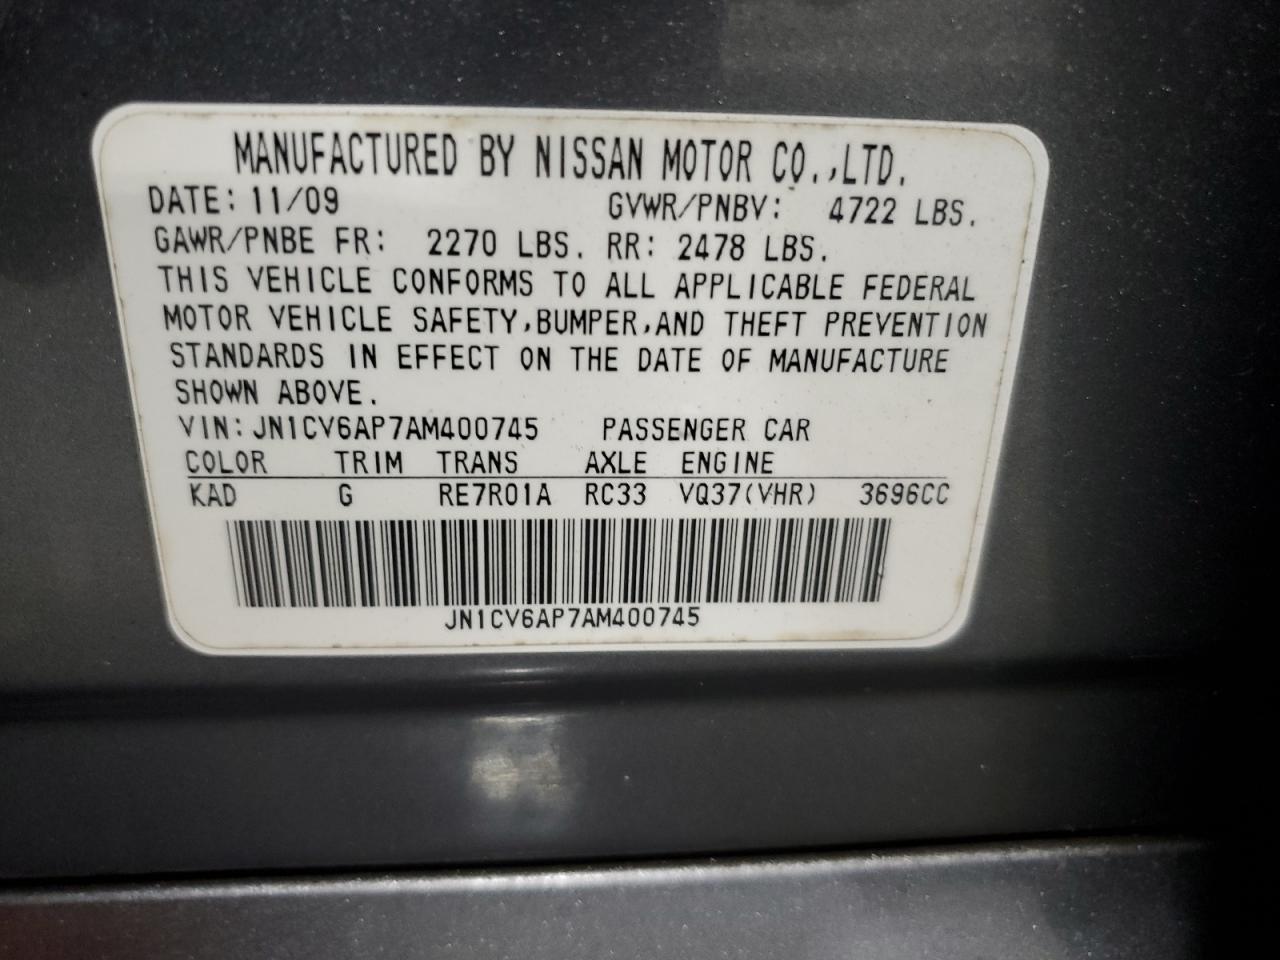 MANUFACTURED BY NISSAN MOTOR CO.,LTD.
DATE: 11/09 GVWR/PNBV: 4722 LBS.
GAWR/PNBE FR: 2270 LBS. RR: 2478 LBS.
THIS VEHICLE CONFORMS TO ALL APPLICABLE FEDERAL
MOTOR VEHICLE SAFETY,BUMPER,AND THEFT PREVENTION
STANDARDS IN EFFECT ON THE DATE OF MANUFACTURE
SHOWN ABOVE.
VIN:JN1CV6AP7AM400745 PASSENGER CAR
COLOR TRIM TRANS AXLE ENGINE
KAD G RE7R01A RC33 VQ37(VHR) 3696CC
JN1CV6AP7AM400745